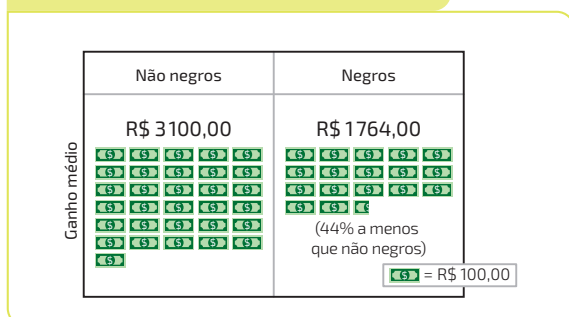 Não negros
Negros
Ganho médio
R$ 3100,00
R$ 1764,00
(44% a menos
que não negros)
= R$ 100,00